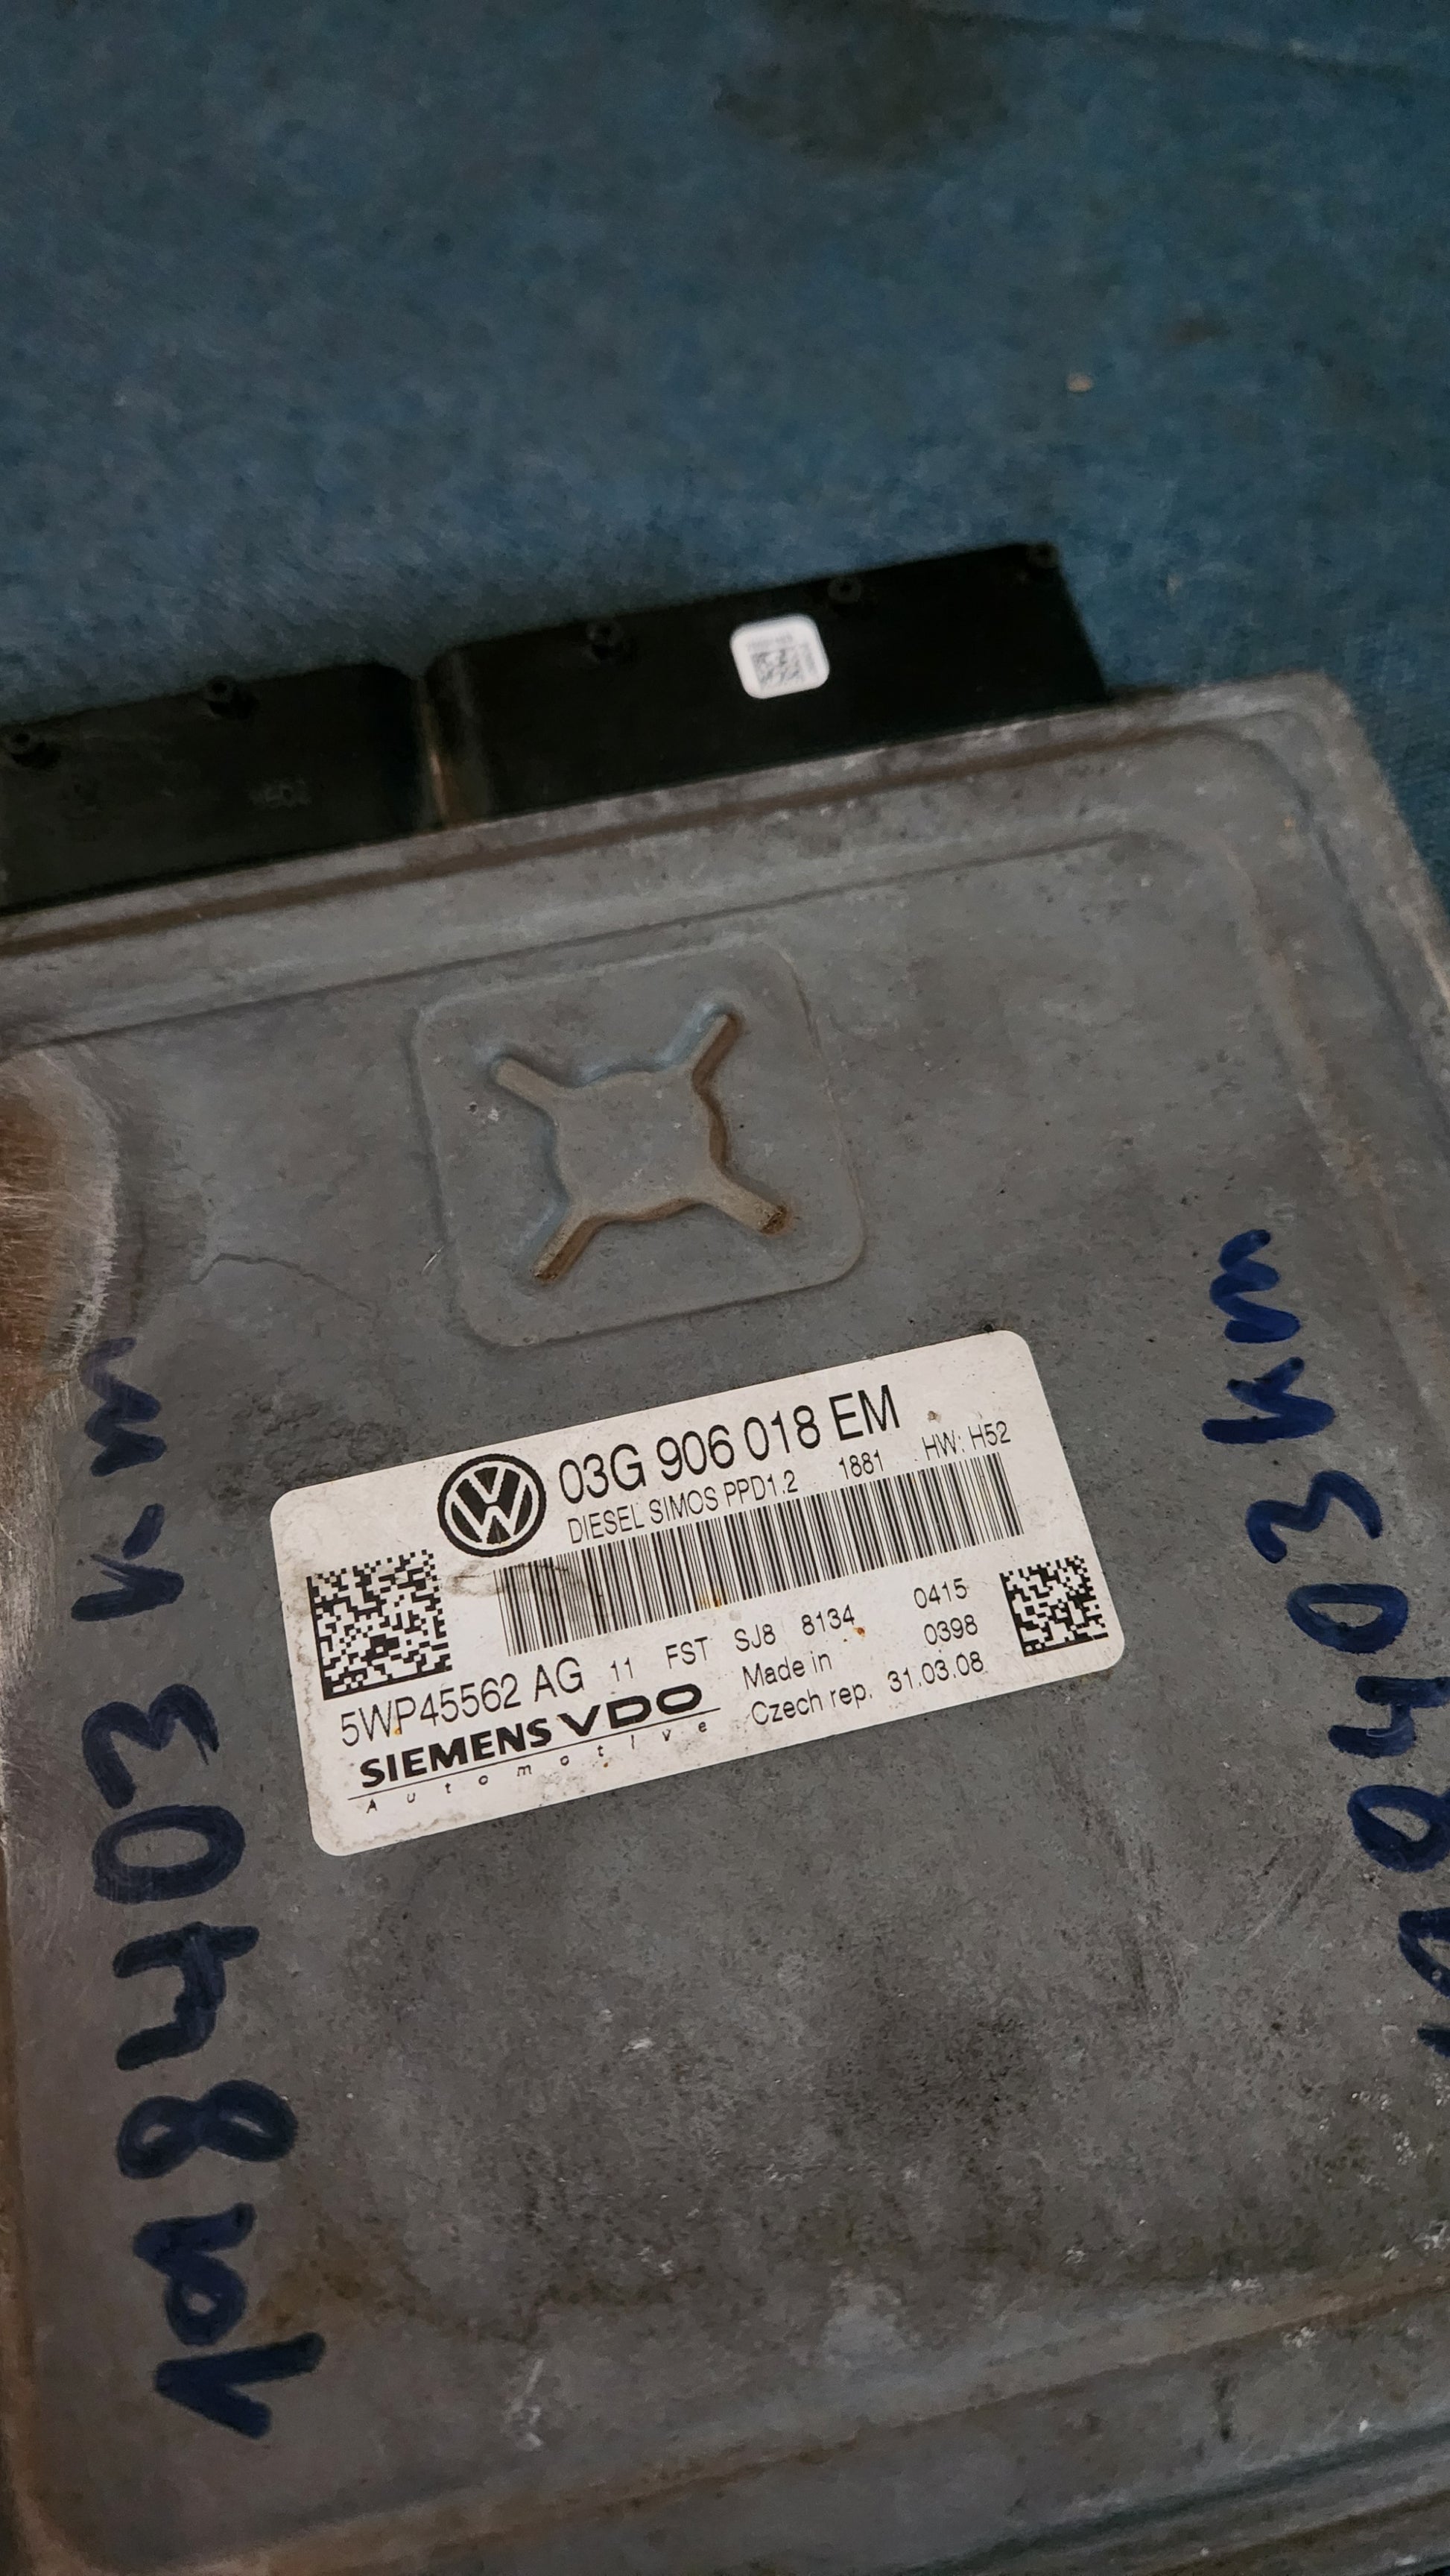 03G 906 018 EM
DIESEL SIMOS PPD1.2 1881 HW: H52
5WP45562 AG 11 FST SJ8 8134 0415
Made in 0398
Czech rep. 31.03.08
SIEMENS VDO
Automotive
198403 km
198403 km